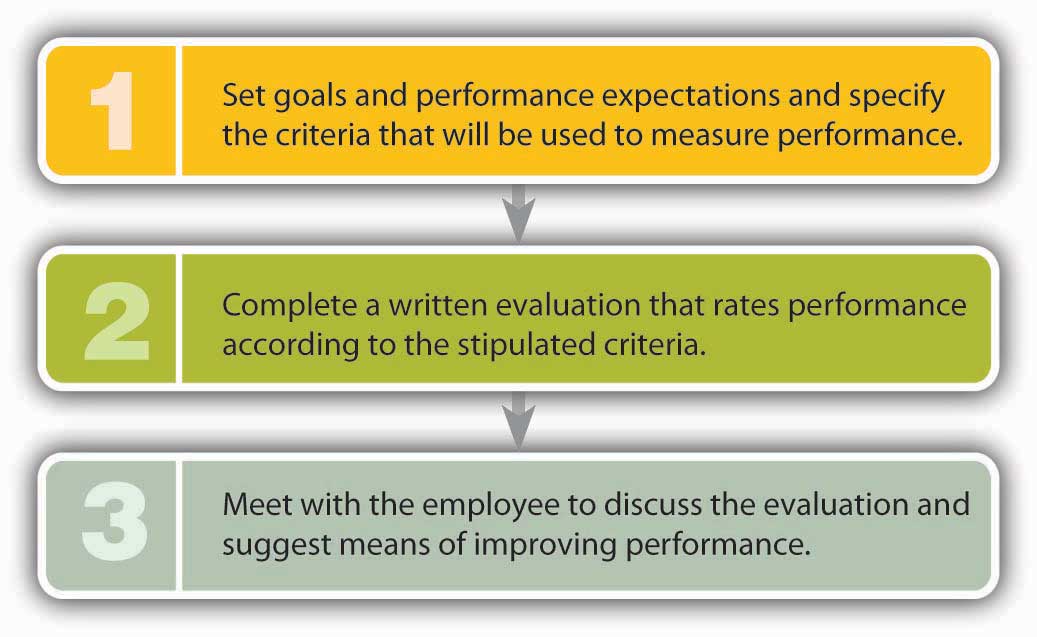 1
Set goals and performance expectations and specify
the criteria that will be used to measure performance.
2
Complete a written evaluation that rates performance
according to the stipulated criteria.
3
Meet with the employee to discuss the evaluation and
suggest means of improving performance.